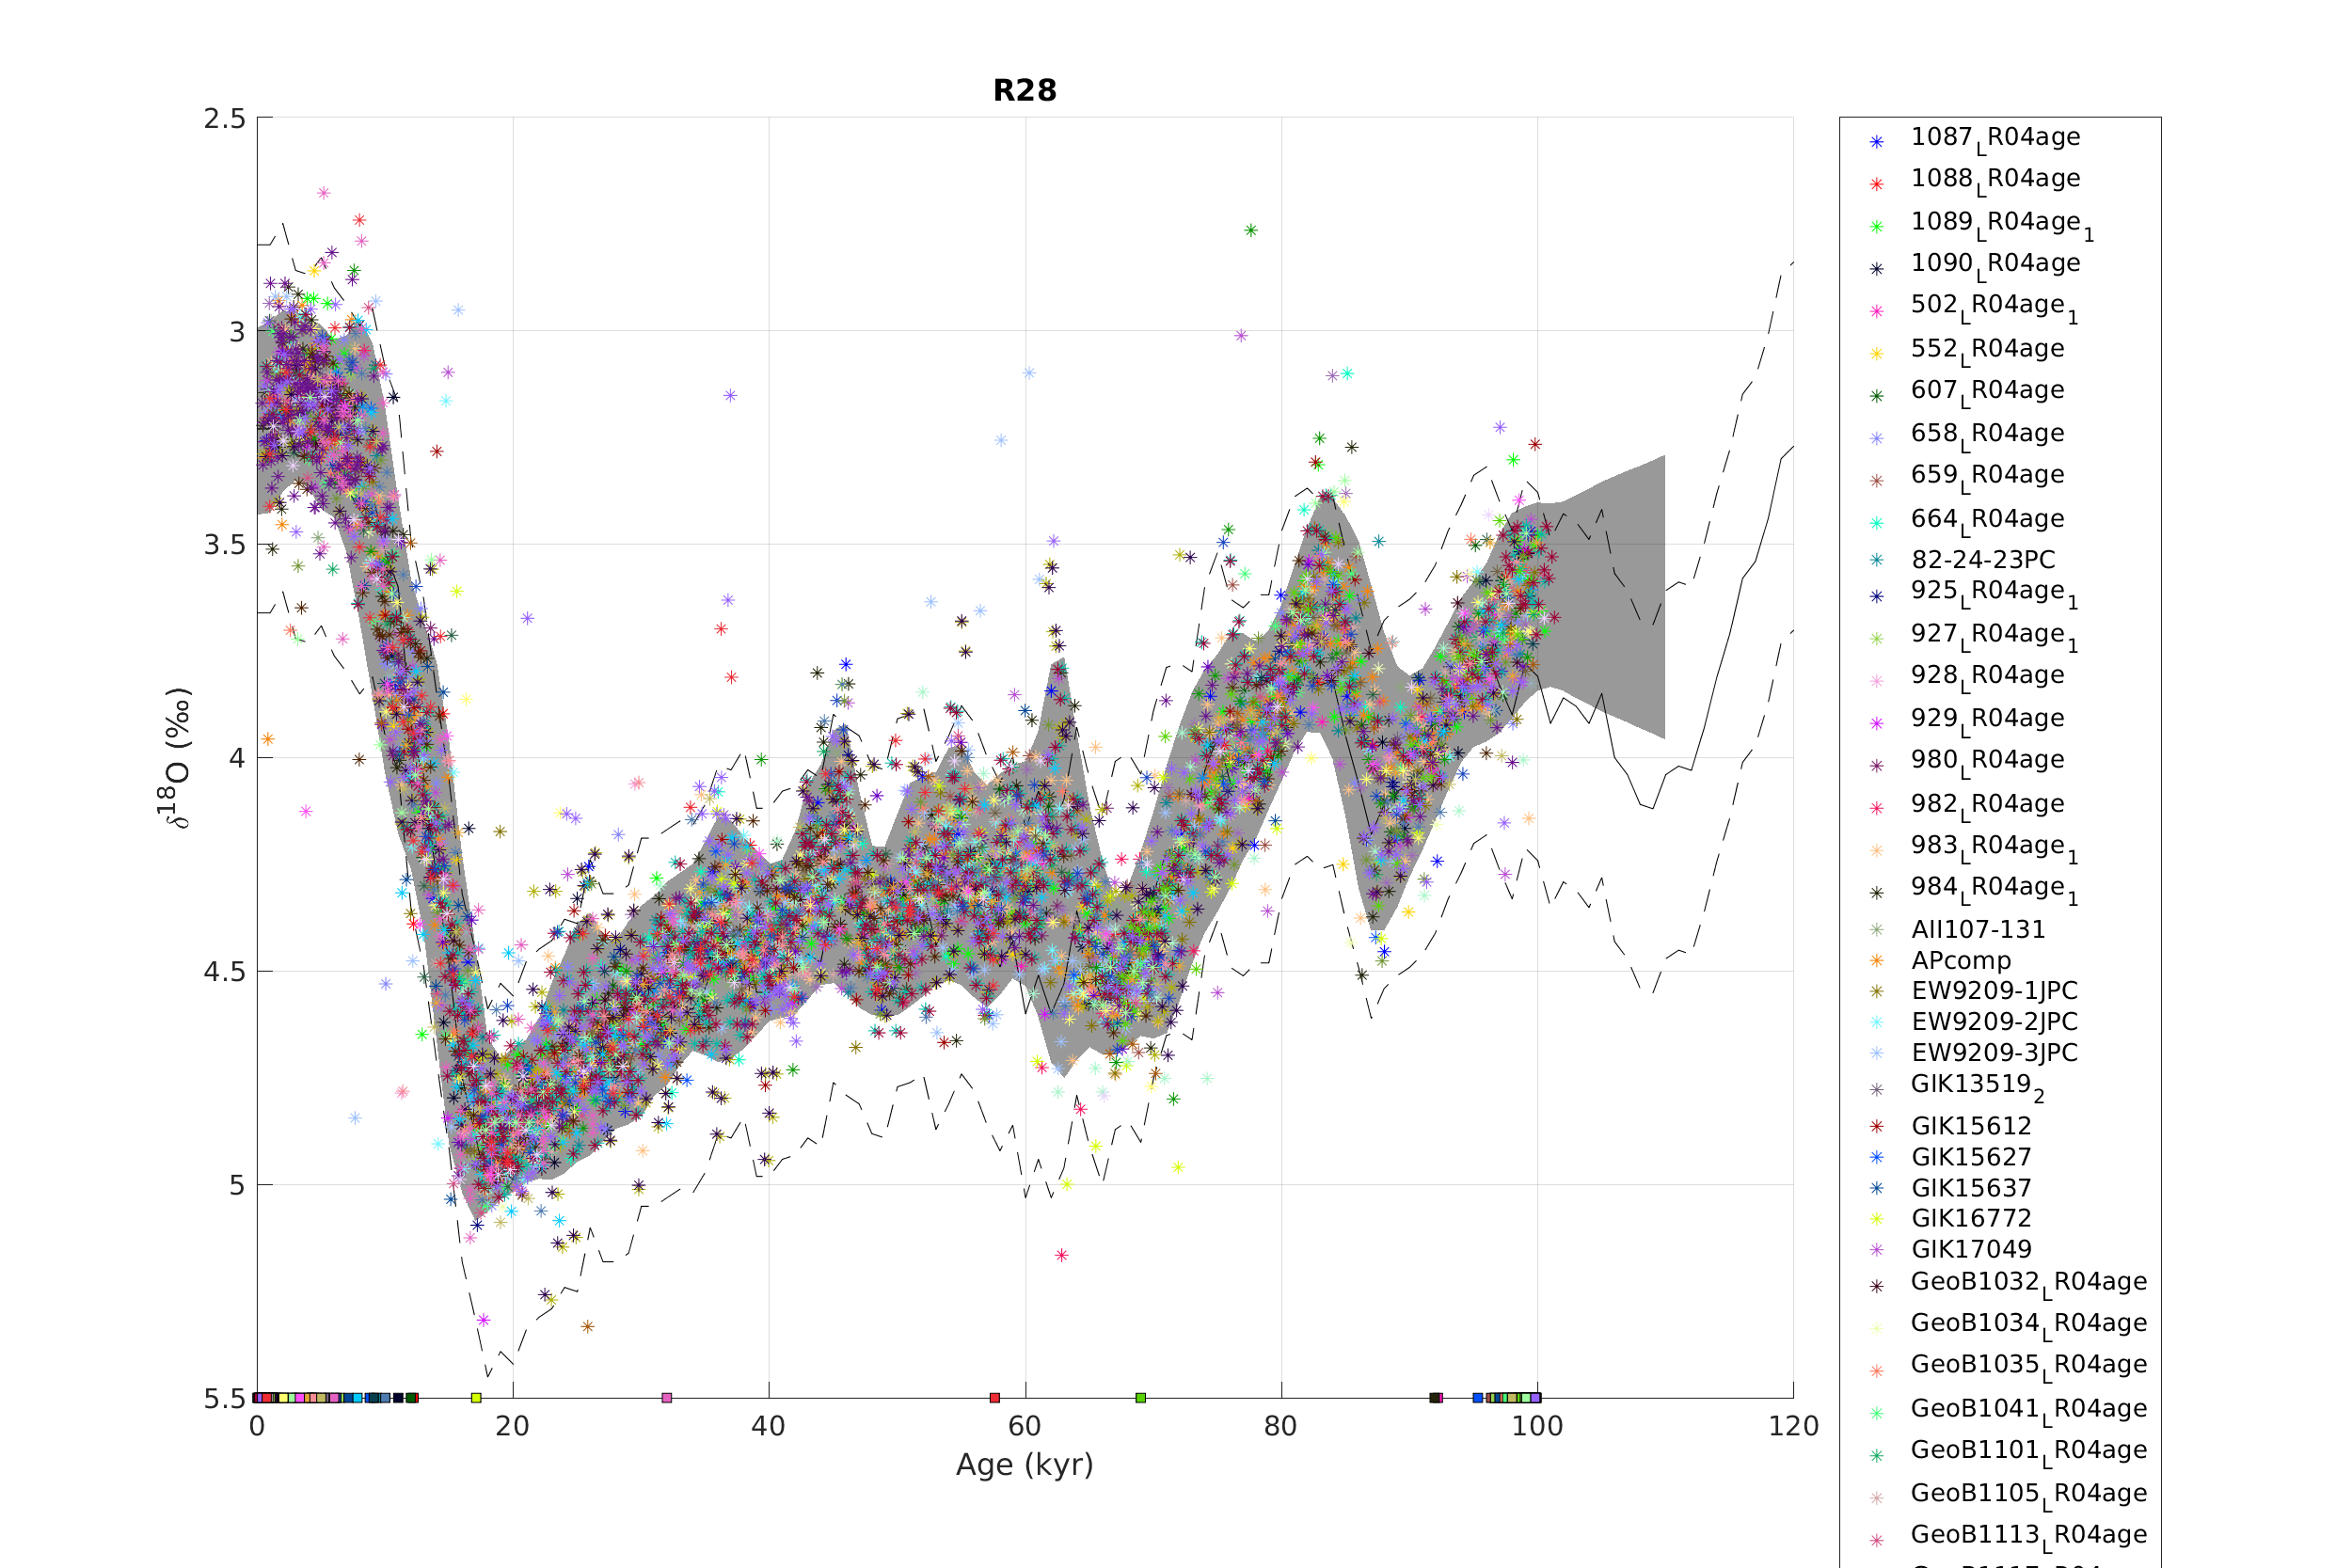 R28
2.5
3
3.5
4
4.5
5
5.5
δ18O (‰)
0
20
40
60
80
100
120
Age (kyr)
1087LR04age
1088LR04age
1089LR04age1
1090LR04age
502LR04age1
552LR04age
607LR04age
658LR04age
659LR04age
664LR04age
82-24-23PC
925LR04age1
927LR04age1
928LR04age
929LR04age
980LR04age
982LR04age
983LR04age1
984LR04age1
AII107-131
APcomp
EW9209-1JPC
EW9209-2JPC
EW9209-3JPC
GIK135192
GIK15612
GIK15627
GIK15637
GIK16772
GIK17049
GeoB1032LR04age
GeoB1034LR04age
GeoB1035LR04age
GeoB1041LR04age
GeoB1101LR04age
GeoB1105LR04age
GeoB1113LR04age